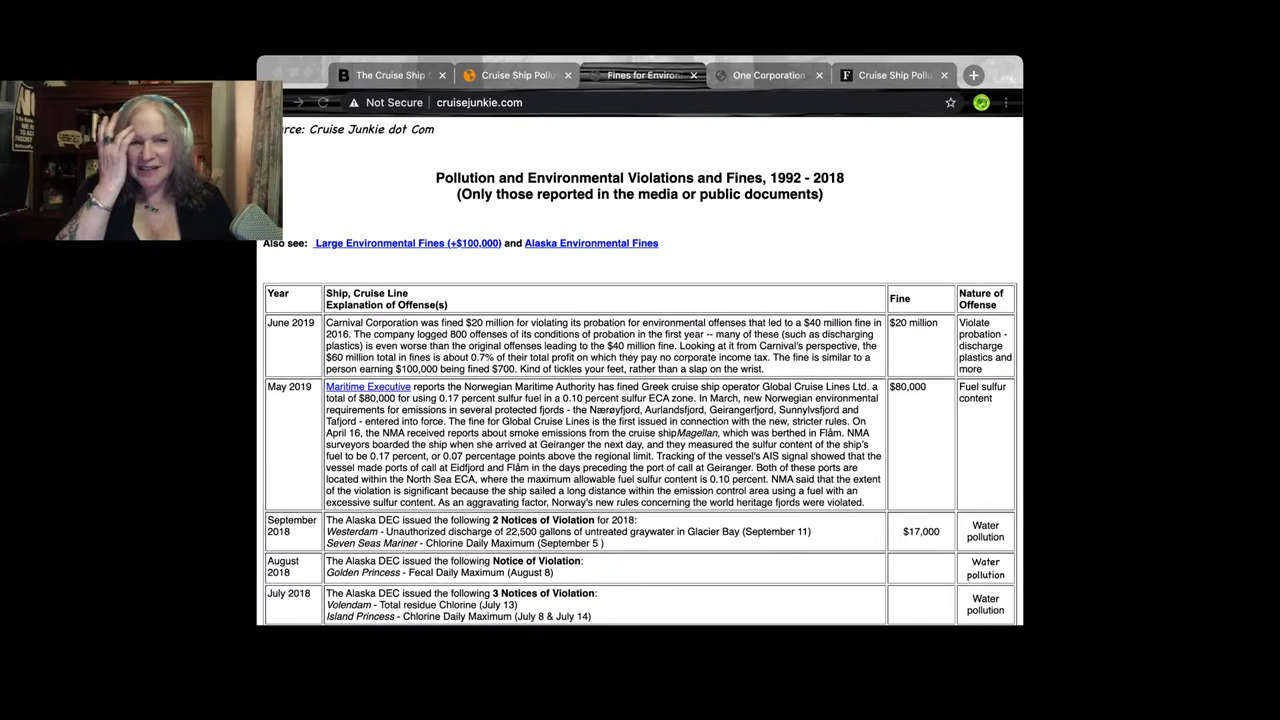 The Cruise Ship
Cruise Ship Pollu
Fines for Environ
One Corporation
Cruise Ship Pollu
Not Secure
cruisejunkie.com
rce: Cruise Junkie dot Com
Pollution and Environmental Violations and Fines, 1992 - 2018
(Only those reported in the media or public documents)
Also see: Large Environmental Fines (+$100,000) and Alaska Environmental Fines
Year
Ship, Cruise Line
Explanation of Offense(s)
Fine
Nature of
Offense
June 2019
Carnival Corporation was fined $20 million for violating its probation for environmental offenses that led to a $40 million fine in
2016. The company logged 800 offenses of its conditions of probation in the first year -- many of these (such as discharging
plastics) is even worse than the original offenses leading to the $40 million fine. Looking at it from Carnival's perspective, the
$60 million total in fines is about 0.7% of their total profit on which they pay no corporate income tax. The fine is similar to a
person earning $100,000 being fined $700. Kind of tickles your feet, rather than a slap on the wrist.
$20 million
Violate
probation -
discharge
plastics and
more
May 2019
Maritime Executive reports the Norwegian Maritime Authority has fined Greek cruise ship operator Global Cruise Lines Ltd. a
total of $80,000 for using 0.17 percent sulfur fuel in a 0.10 percent sulfur ECA zone. In March, new Norwegian environmental
requirements for emissions in several protected fjords - the Nærøyfjord, Aurlandsfjord, Geirangerfjord, Sunnylvsfjord and
Tafjord - entered into force. The fine for Global Cruise Lines is the first issued in connection with the new, stricter rules. On
April 16, the NMA received reports about smoke emissions from the cruise shipMagellan, which was berthed in Flåm. NMA
surveyors boarded the ship when she arrived at Geiranger the next day, and they measured the sulfur content of the ship's
fuel to be 0.17 percent, or 0.07 percentage points above the regional limit. Tracking of the vessel's AIS signal showed that the
vessel made ports of call at Eidfjord and Flåm in the days preceding the port of call at Geiranger. Both of these ports are
located within the North Sea ECA, where the maximum allowable fuel sulfur content is 0.10 percent. NMA said that the extent
of the violation is significant because the ship sailed a long distance within the emission control area using a fuel with an
excessive sulfur content. As an aggravating factor, Norway's new rules concerning the world heritage fjords were violated.
$80,000
Fuel sulfur
content
September
2018
The Alaska DEC issued the following 2 Notices of Violation for 2018:
Westerdam - Unauthorized discharge of 22,500 gallons of untreated graywater in Glacier Bay (September 11)
Seven Seas Mariner - Chlorine Daily Maximum (September 5 )
$17,000
Water
pollution
August
2018
The Alaska DEC issued the following Notice of Violation:
Golden Princess - Fecal Daily Maximum (August 8)
Water
pollution
July 2018
The Alaska DEC issued the following 3 Notices of Violation:
Volendam - Total residue Chlorine (July 13)
Island Princess - Chlorine Daily Maximum (July 8 & July 14)
Water
pollution